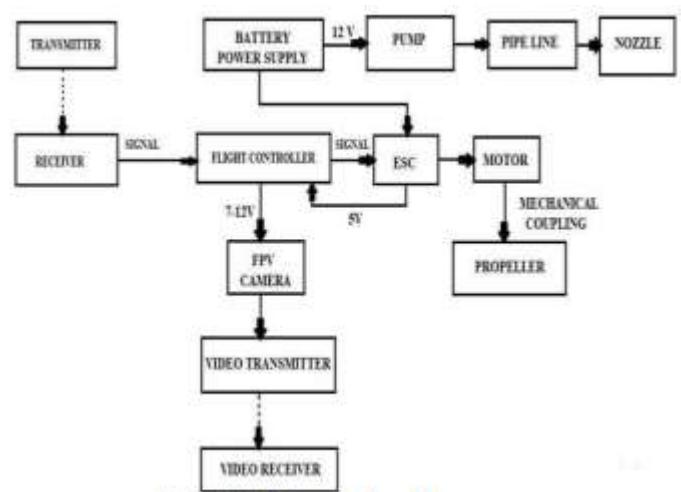 TRANSMITTER
BATTERY
POWER SUPPLY
12 V
PUMP
PIPE LINE
NOZZLE
RECEIVER
SIGNAL
FLIGHT CONTROLLER
SIGNAL
ESC
MOTOR
7-12V
5V
MECHANICAL
COUPLING
FPV
CAMERA
PROPELLER
VIDEO TRANSMITTER
VIDEO RECEIVER